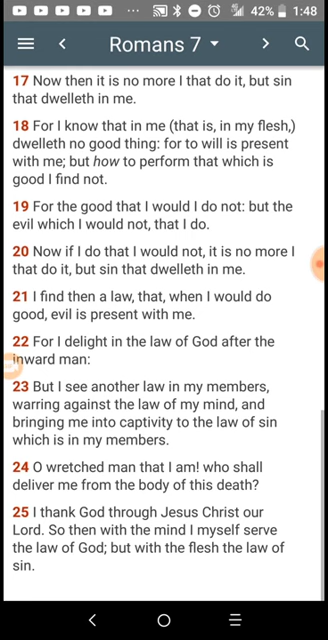 42% 1:48
Romans 7
17 Now then it is no more I that do it, but sin
that dwelleth in me.
18 For I know that in me (that is, in my flesh,)
dwelleth no good thing: for to will is present
with me; but how to perform that which is
good I find not.
19 For the good that I would I do not: but the
evil which I would not, that I do.
20 Now if I do that I would not, it is no more I
that do it, but sin that dwelleth in me.
21 I find then a law, that, when I would do
good, evil is present with me.
22 For I delight in the law of God after the
inward man:
23 But I see another law in my members,
warring against the law of my mind, and
bringing me into captivity to the law of sin
which is in my members.
24 O wretched man that I am! who shall
deliver me from the body of this death?
25 I thank God through Jesus Christ our
Lord. So then with the mind I myself serve
the law of God; but with the flesh the law of
sin.